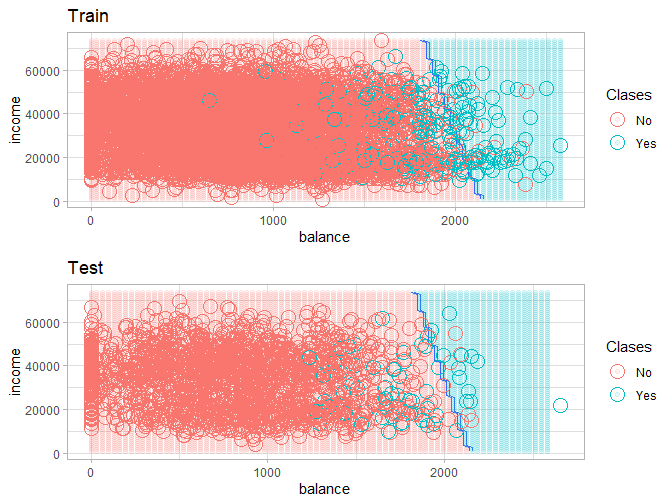 Train
60000
40000
20000
0
income
0 1000 2000
balance
Clases
No
Yes
Test
60000
40000
20000
0
income
0 1000 2000
balance
Clases
No
Yes